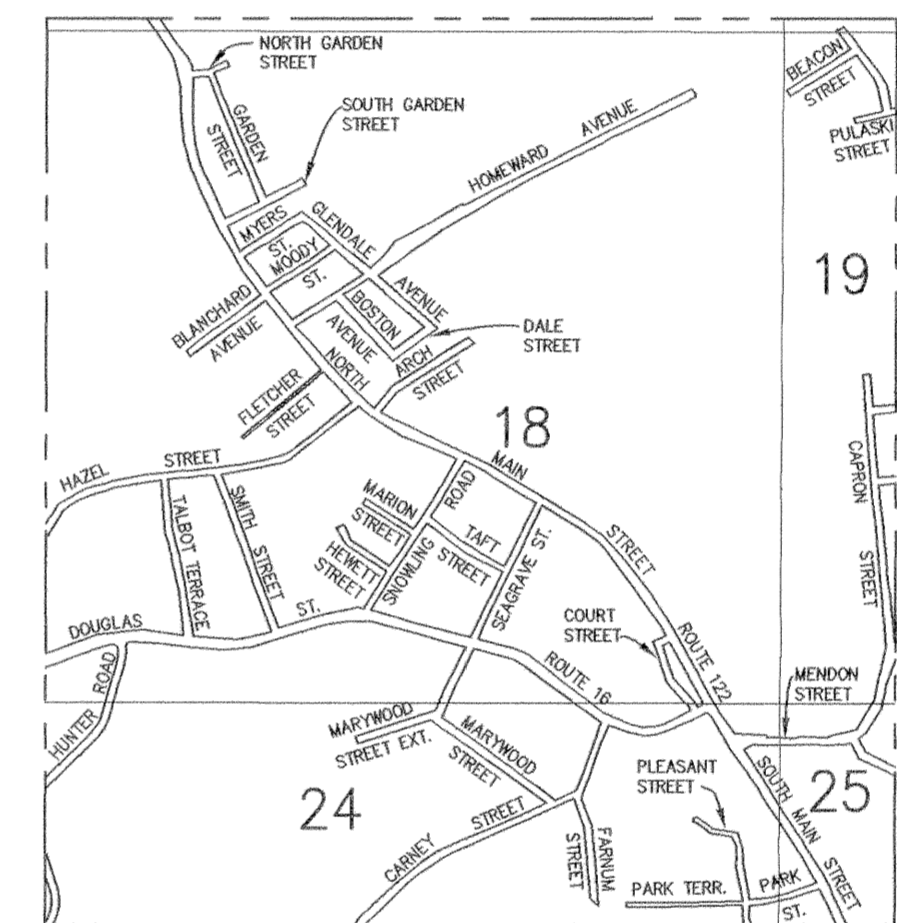 NORTH GARDEN
STREET
SOUTH GARDEN
STREET
GARDEN
STREET
BEACON
STREET
PULASKI
STREET
HOMEWARD AVENUE
MYERS
ST.
GLENDALE
AVENUE
MOODY
ST.
19
BLANCHARD
AVENUE
BOSTON
AVENUE
DALE
STREET
NORTH
ARCH
STREET
FLETCHER
STREET
18
MAIN
STREET
HAZEL STREET
CAPRON
STREET
MARION
STREET
ROAD
SNOWLING
TAFT
STREET
TALBOT TERRACE
SMITH STREET
HEWETT
STREET
SEAGRAVE ST.
DOUGLAS ST.
COURT
STREET
ROUTE 122
HUNTER ROAD
ROUTE 16
MENDON
STREET
MARYWOOD
STREET EXT.
MARYWOOD
STREET
PLEASANT
STREET
SOUTH MAIN
STREET
24
25
CARNEY STREET
FARNUM
STREET
PARK TERR.
PARK
ST.